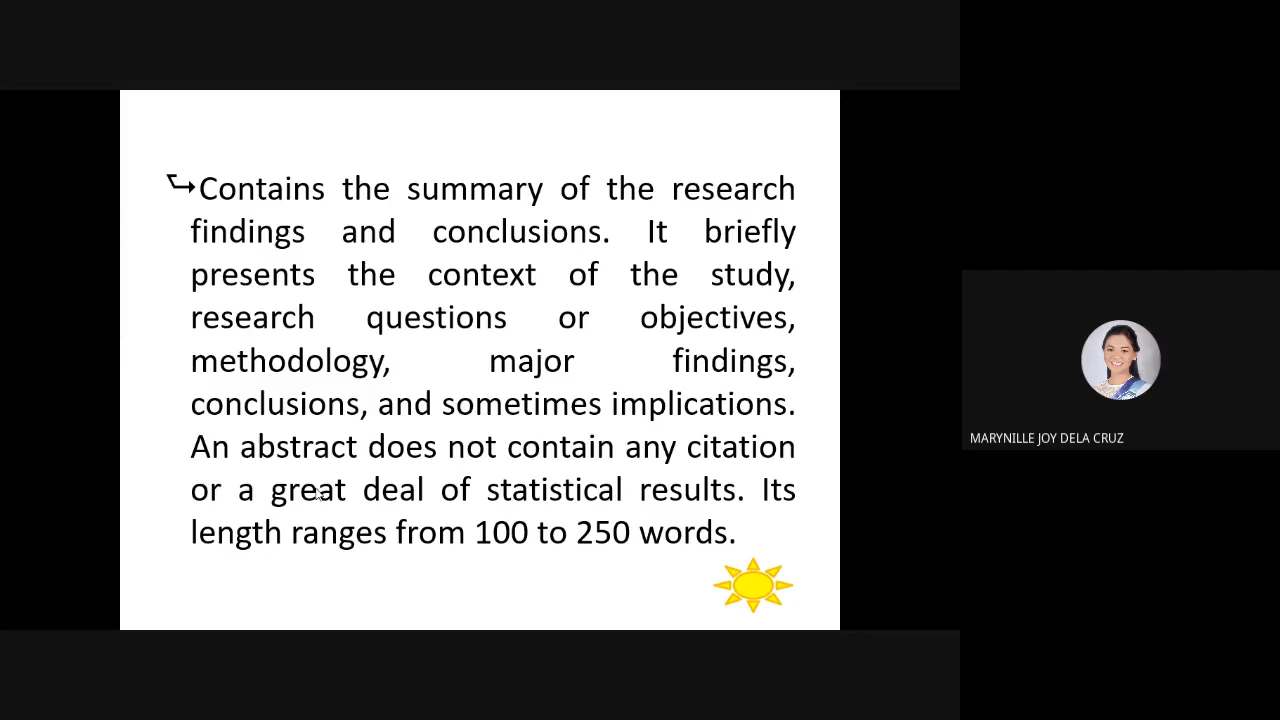 Contains the summary of the research
findings and conclusions. It briefly
presents the context of the study,
research questions or objectives,
methodology, major findings,
conclusions, and sometimes implications.
An abstract does not contain any citation
or a great deal of statistical results. Its
length ranges from 100 to 250 words.
MARYNILLE JOY DELA CRUZ